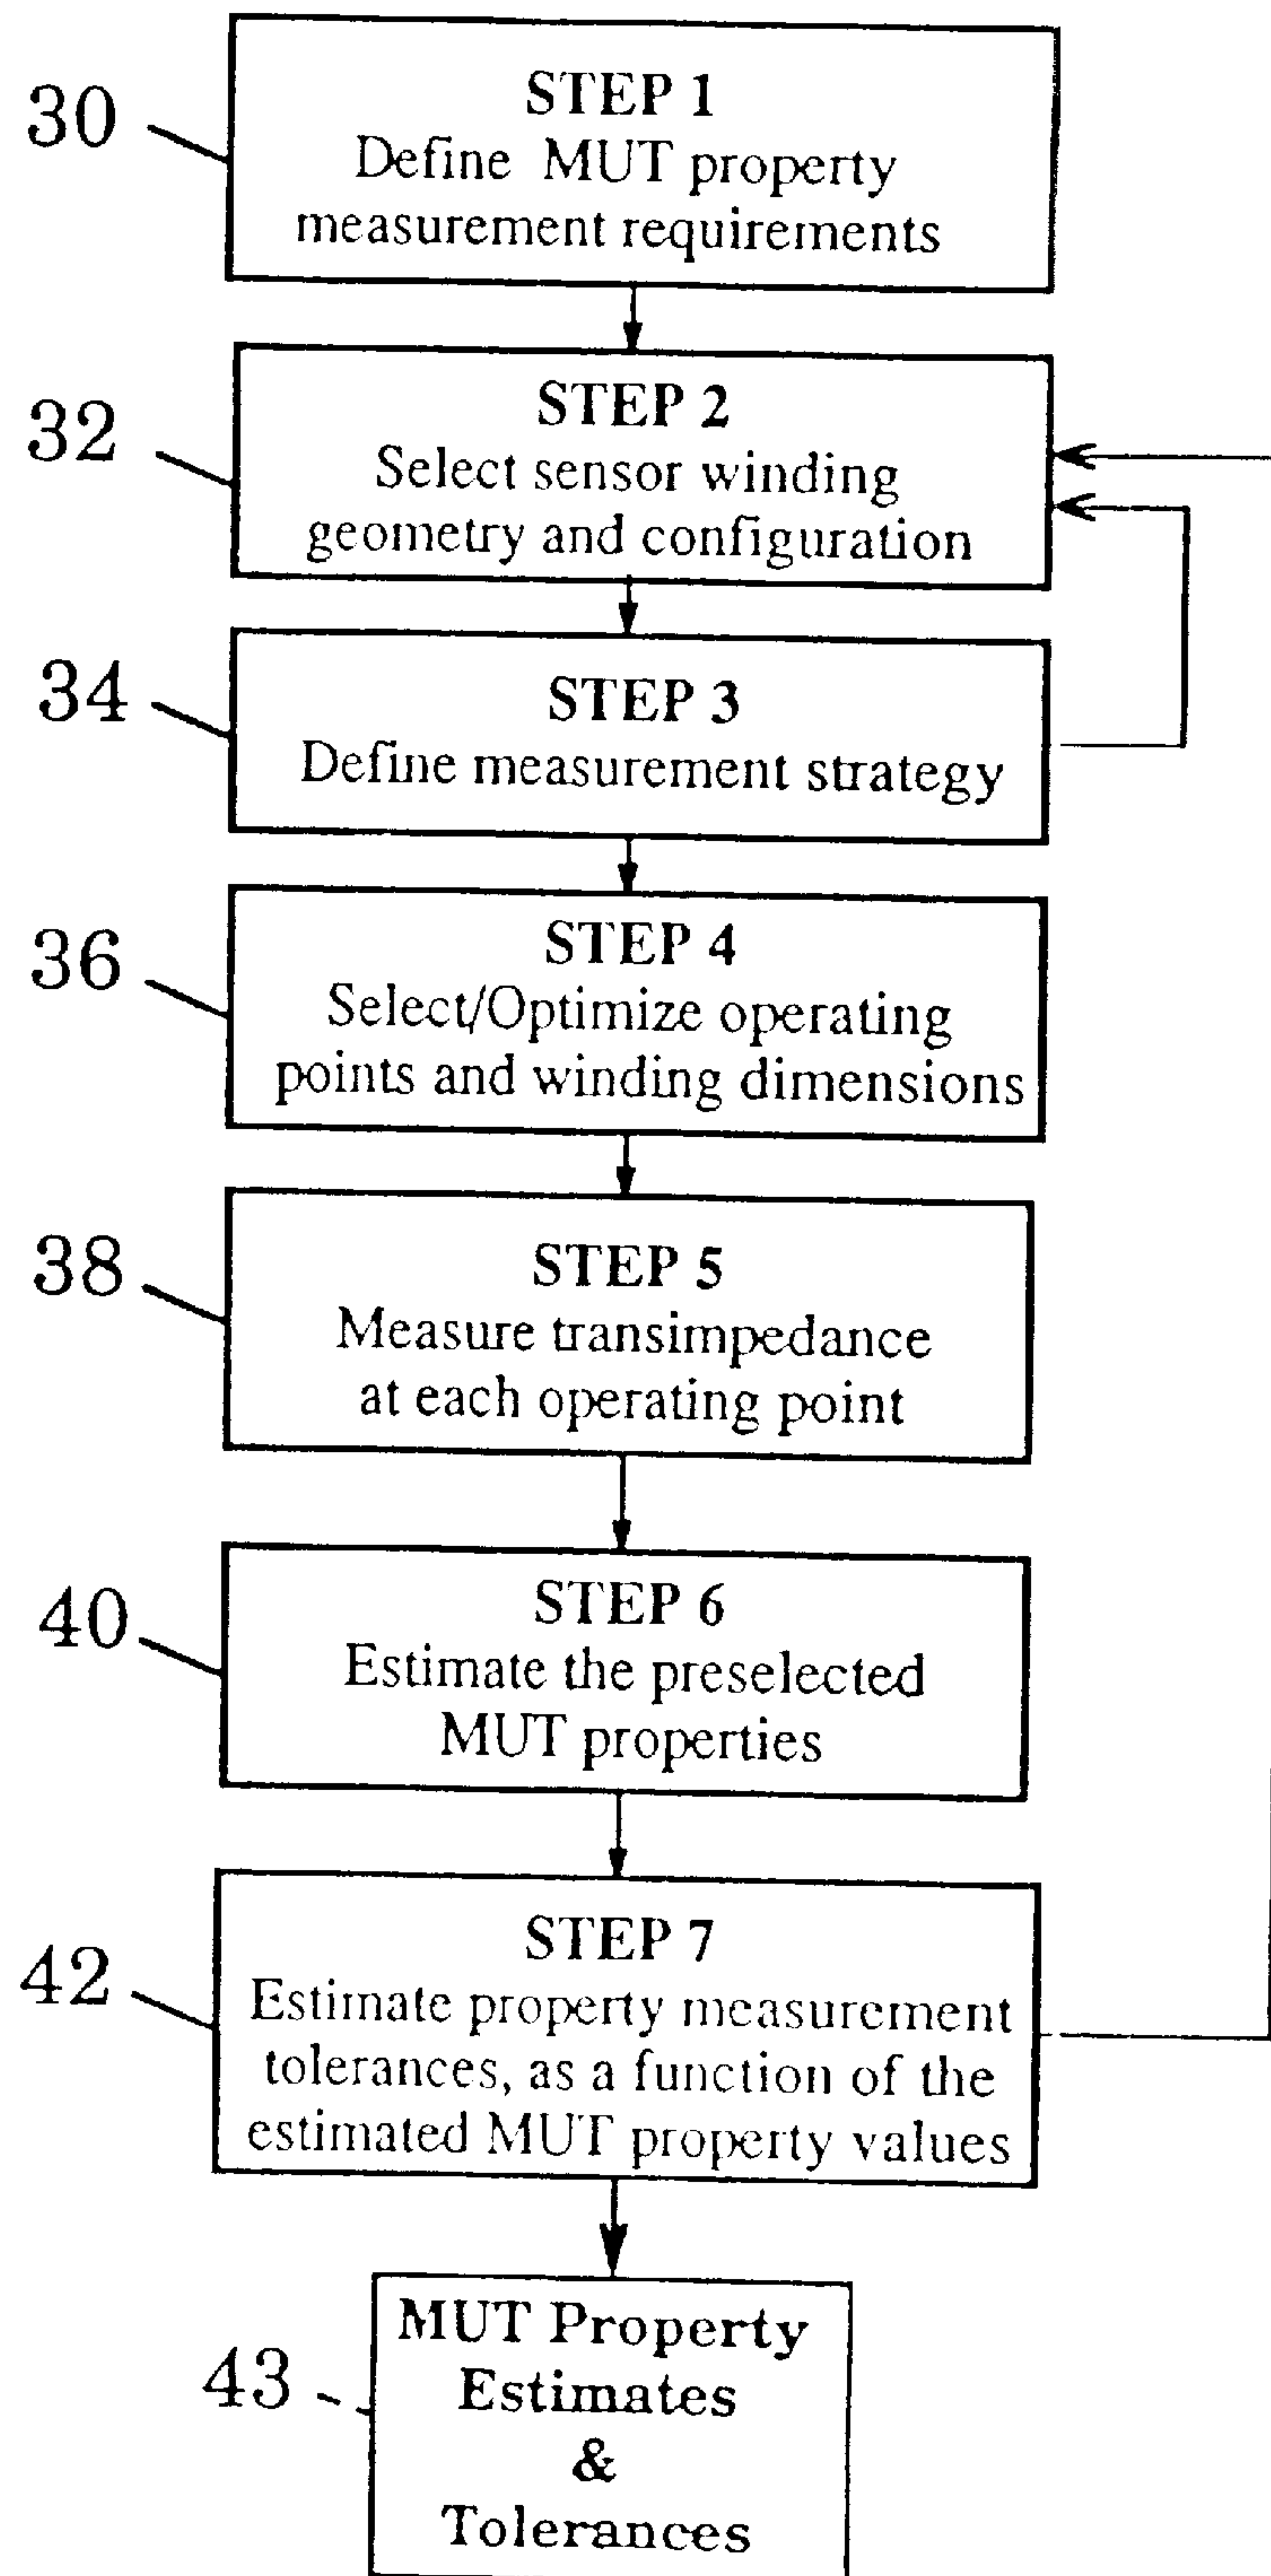 30
STEP 1
Define MUT property
measurement requirements
32
STEP 2
Select sensor winding
geometry and configuration
34
STEP 3
Define measurement strategy
36
STEP 4
Select/Optimize operating
points and winding dimensions
38
STEP 5
Measure transimpedance
at each operating point
40
STEP 6
Estimate the preselected
MUT properties
42
STEP 7
Estimate property measurement
tolerances, as a function of the
estimated MUT property values
43
MUT Property
Estimates
&
Tolerances